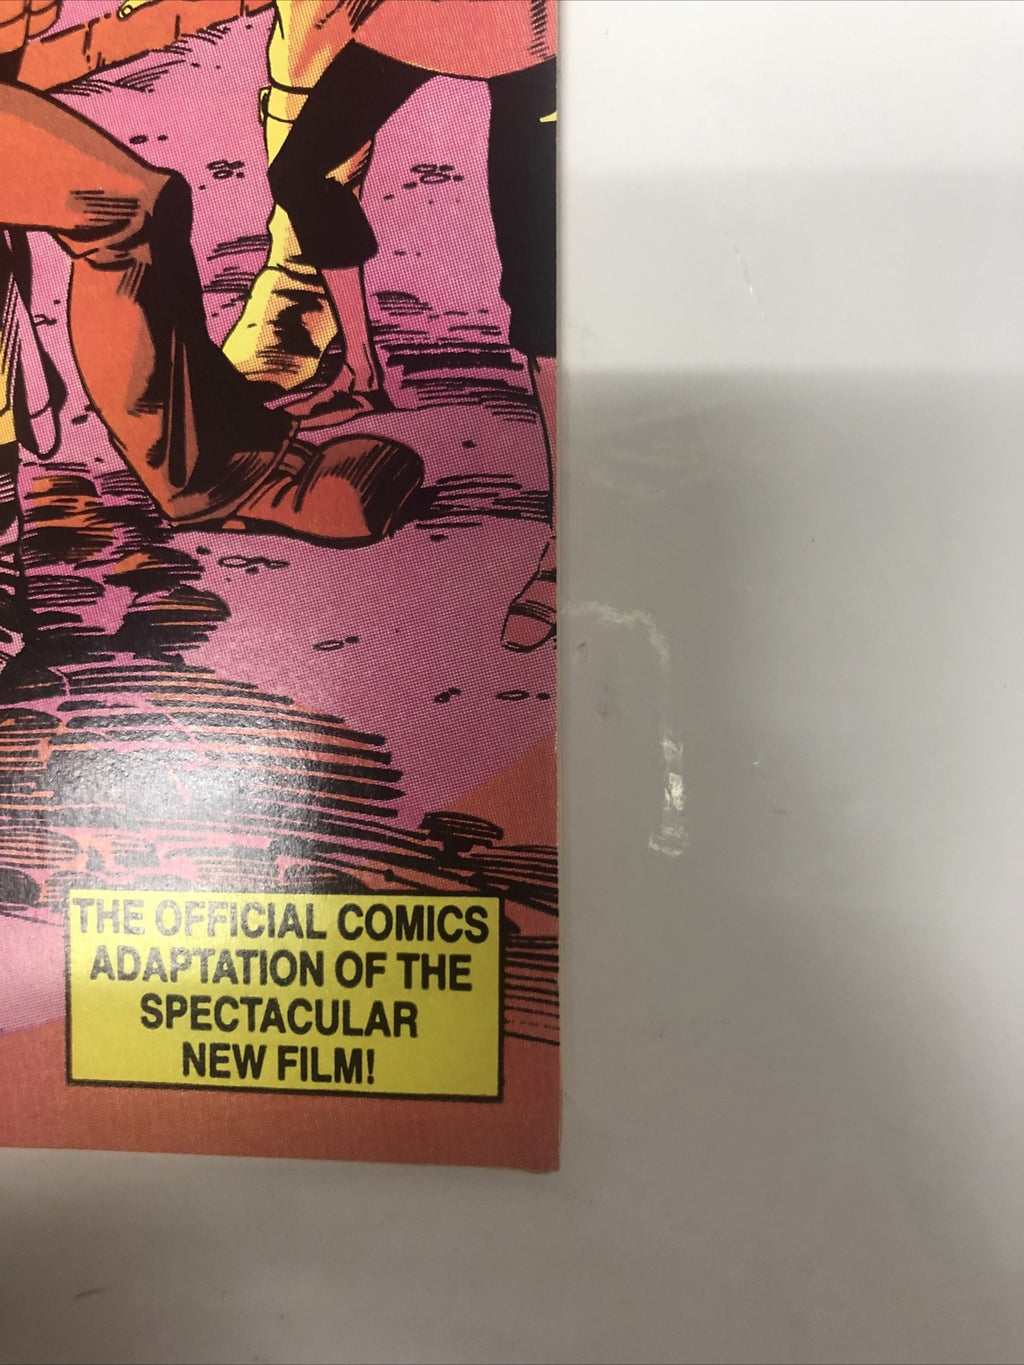 THE OFFICIAL COMICS
ADAPTATION OF THE
SPECTACULAR
NEW FILM!